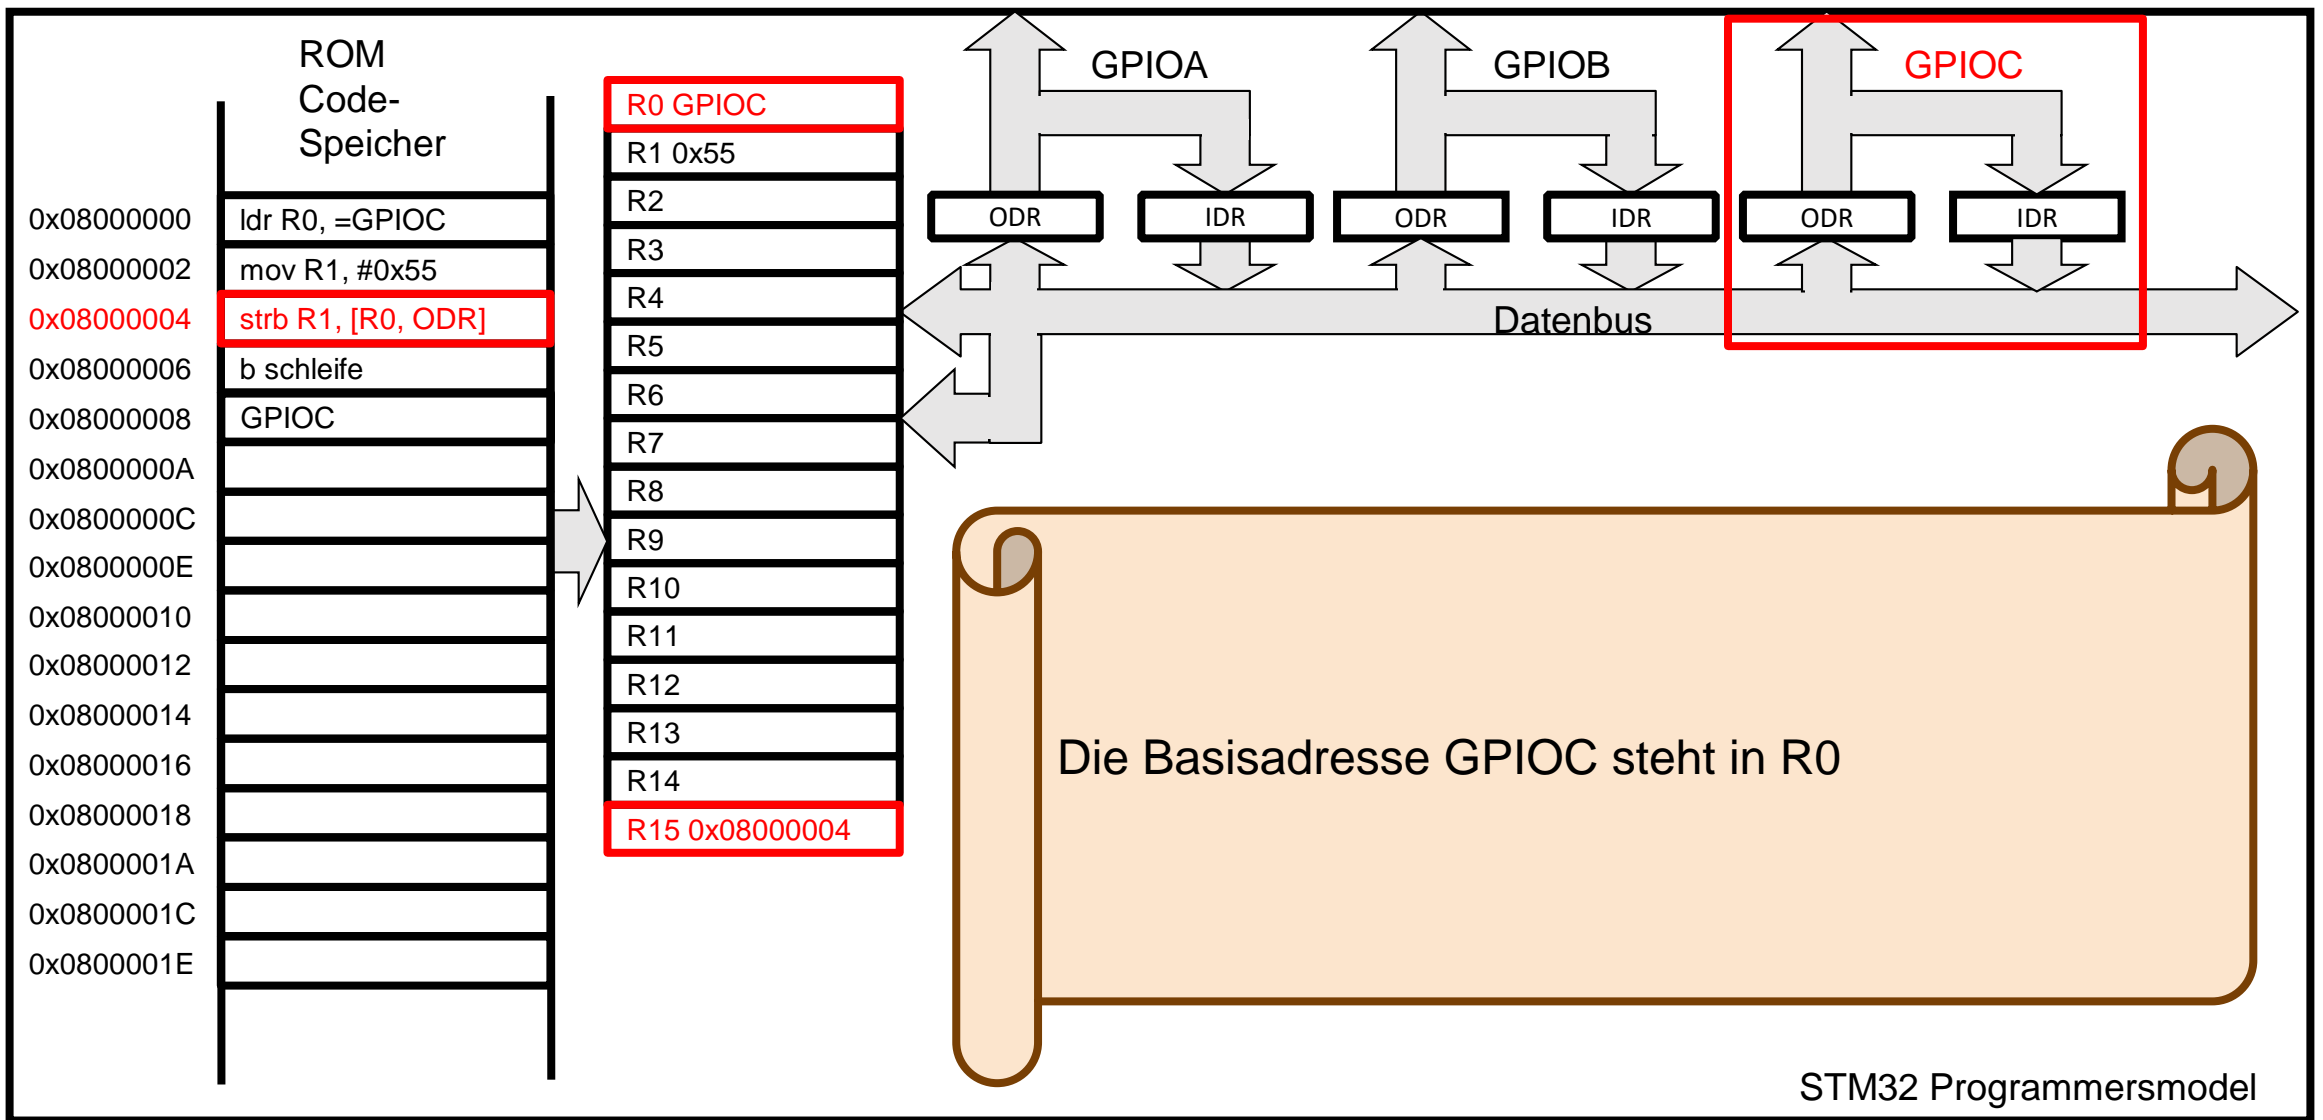 ROM
Code-
Speicher
0x08000000 ldr R0, =GPIOC
0x08000002 mov R1, #0x55
0x08000004 strb R1, [R0, ODR]
0x08000006 b schleife
0x08000008 GPIOC
0x0800000A
0x0800000C
0x0800000E
0x08000010
0x08000012
0x08000014
0x08000016
0x08000018
0x0800001A
0x0800001C
0x0800001E
R0 GPIOC
R1 0x55
R2
R3
R4
R5
R6
R7
R8
R9
R10
R11
R12
R13
R14
R15 0x08000004
GPIOA GPIOB GPIOC
ODR IDR ODR IDR ODR IDR
Datenbus
Die Basisadresse GPIOC steht in R0
STM32 Programmersmodel